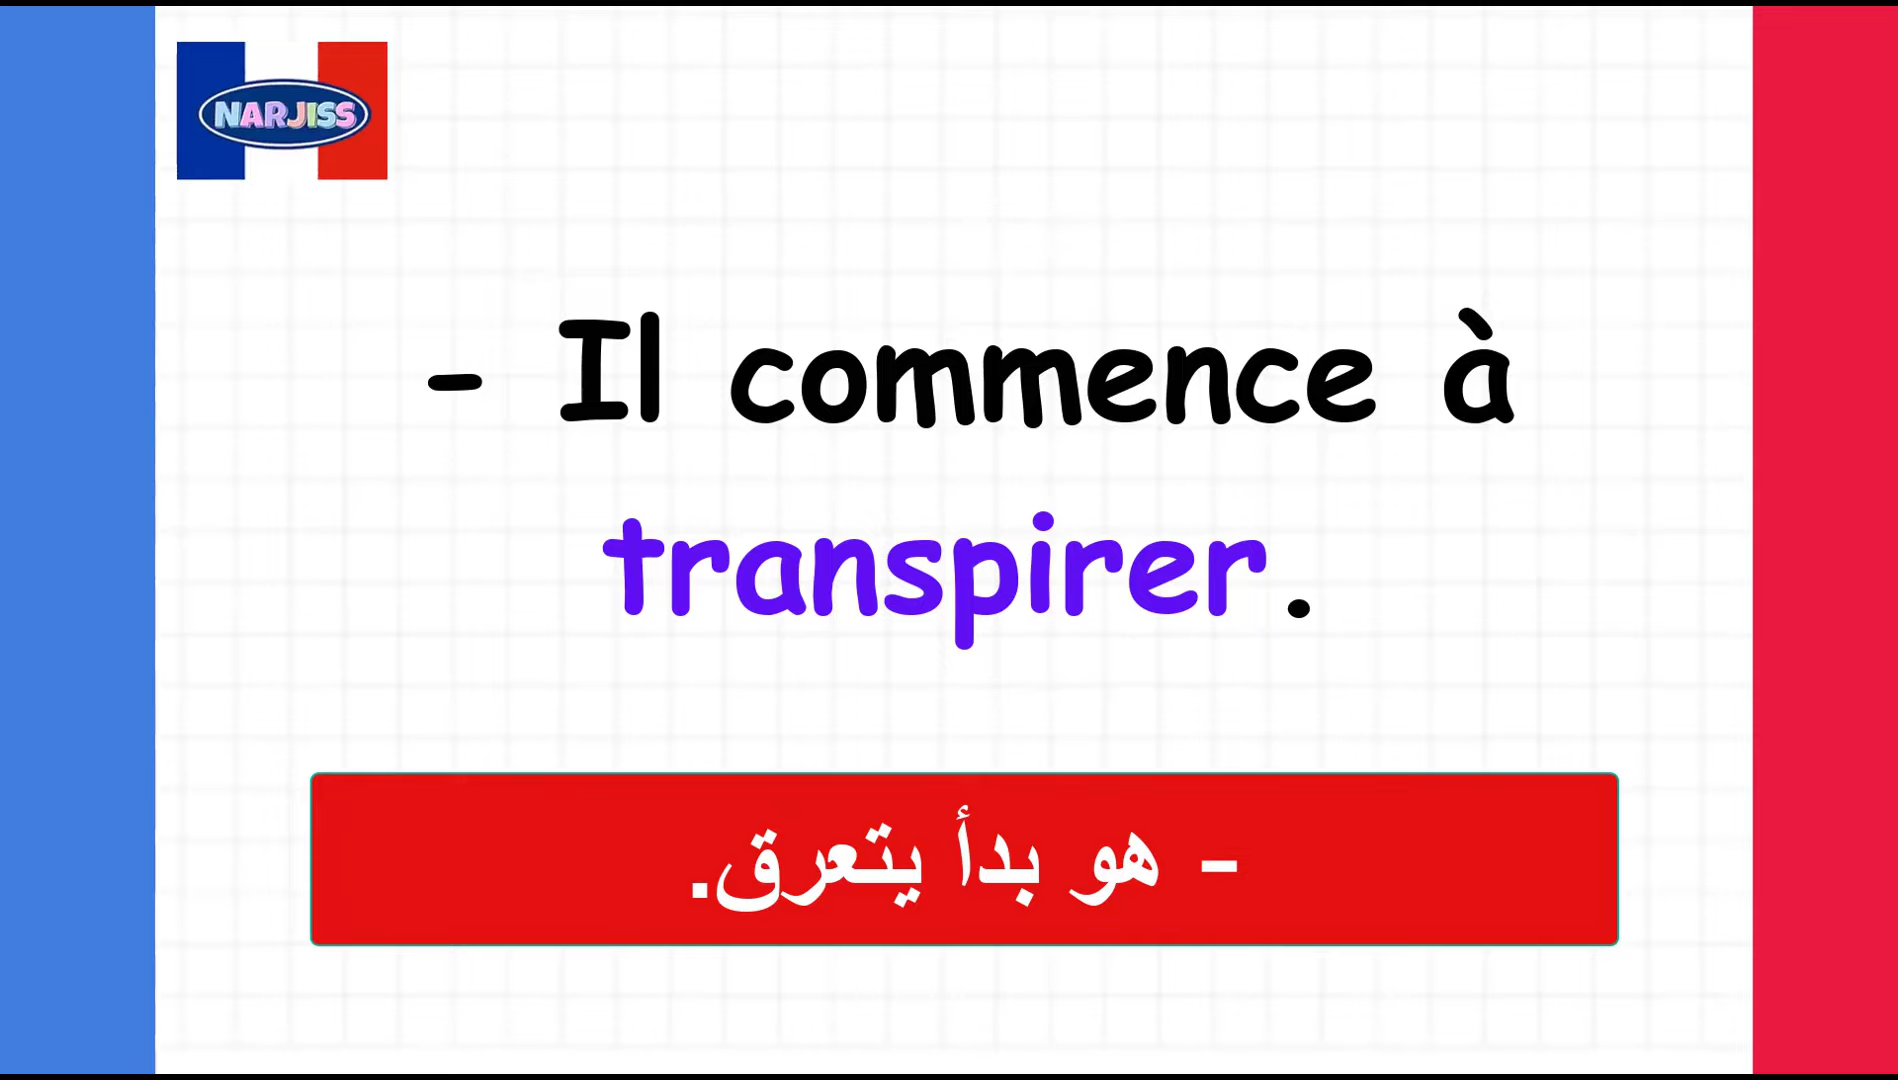 NARJISS
- Il commence à
transpirer.
- هو بدأ يتعرق.